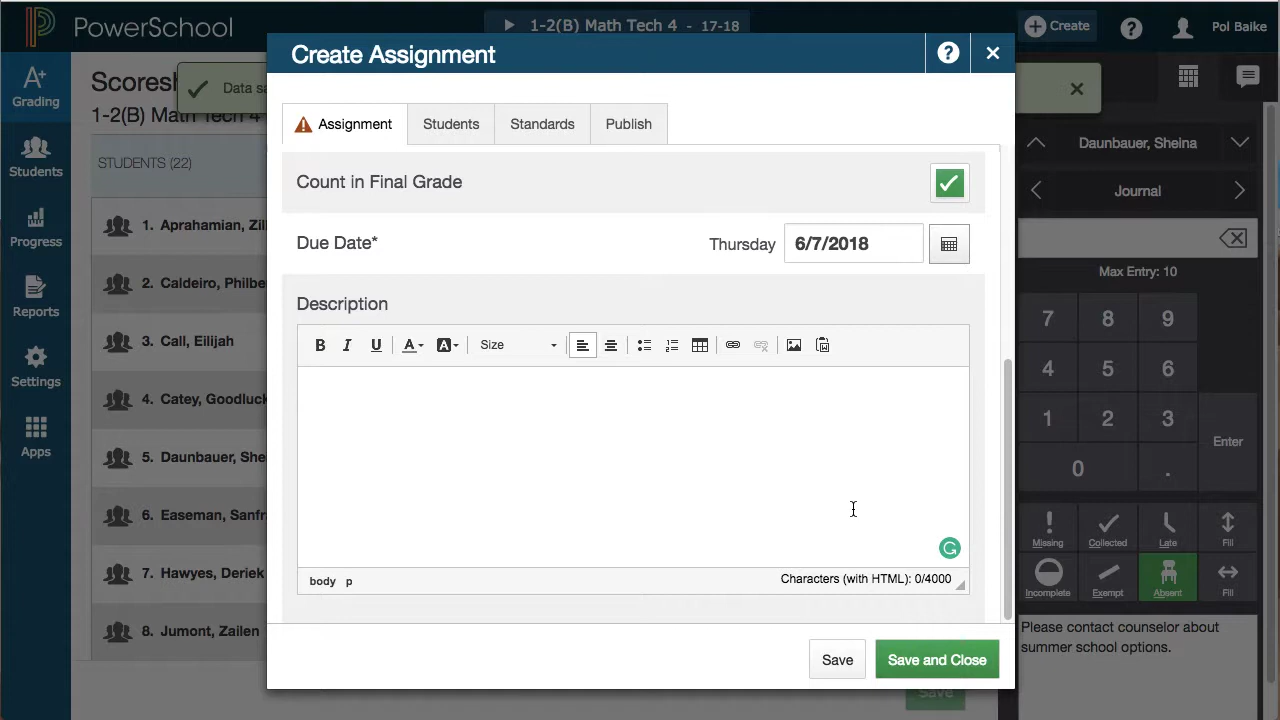 PowerSchool
1-2(B) Math Tech 4 - 17-18
Create
Pol Baike
Create Assignment
Grading
Students
Progress
Reports
Settings
Apps
1-2(B) Math Tech 4
STUDENTS (22)
1. Aprahamian, Zill
2. Caldeiro, Philbe
3. Call, Eilijah
4. Catey, Goodluck
5. Daunbauer, She
6. Easeman, Sanfr
7. Hawyes, Deriek
8. Jumont, Zailen
Assignment
Students
Standards
Publish
Count in Final Grade
Due Date*
Thursday
6/7/2018
Description
B I U A A Size
body p
Characters (with HTML): 0/4000
Save
Save and Close
Save
Daunbauer, Sheina
Journal
Max Entry: 10
7 8 9
4 5 6
1 2 3
Enter
0 .
Missing Collected Late Fill
Incomplete Exempt Absent Fill
Please contact counselor about
summer school options.